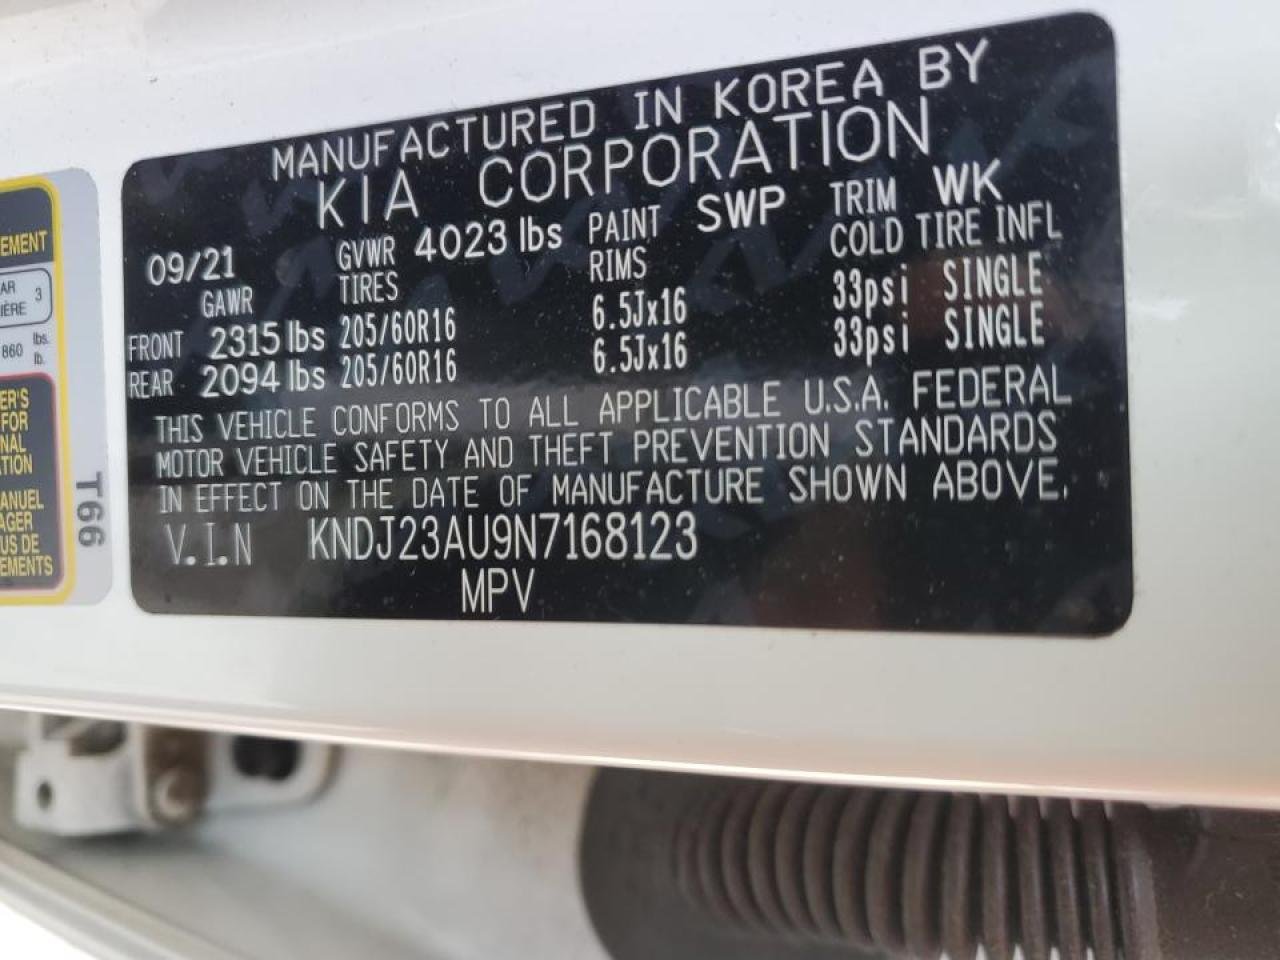 MANUFACTURED IN KOREA BY
KIA CORPORATION
09/21 GVWR 4023 lbs PAINT SWP TRIM WK
GAWR TIRES RIMS COLD TIRE INFL
FRONT 2315 lbs 205/60R16 6.5Jx16 33psi SINGLE
REAR 2094 lbs 205/60R16 6.5Jx16 33psi SINGLE
THIS VEHICLE CONFORMS TO ALL APPLICABLE U.S.A. FEDERAL
MOTOR VEHICLE SAFETY AND THEFT PREVENTION STANDARDS
IN EFFECT ON THE DATE OF MANUFACTURE SHOWN ABOVE.
V.I.N KNDJ23AU9N7168123
MPV
T66
EMENT
AR
IÈRE 3
860 lbs.
lb.
ER'S
FOR
NAL
TION
ANUEL
AGER
US DE
EMENTS